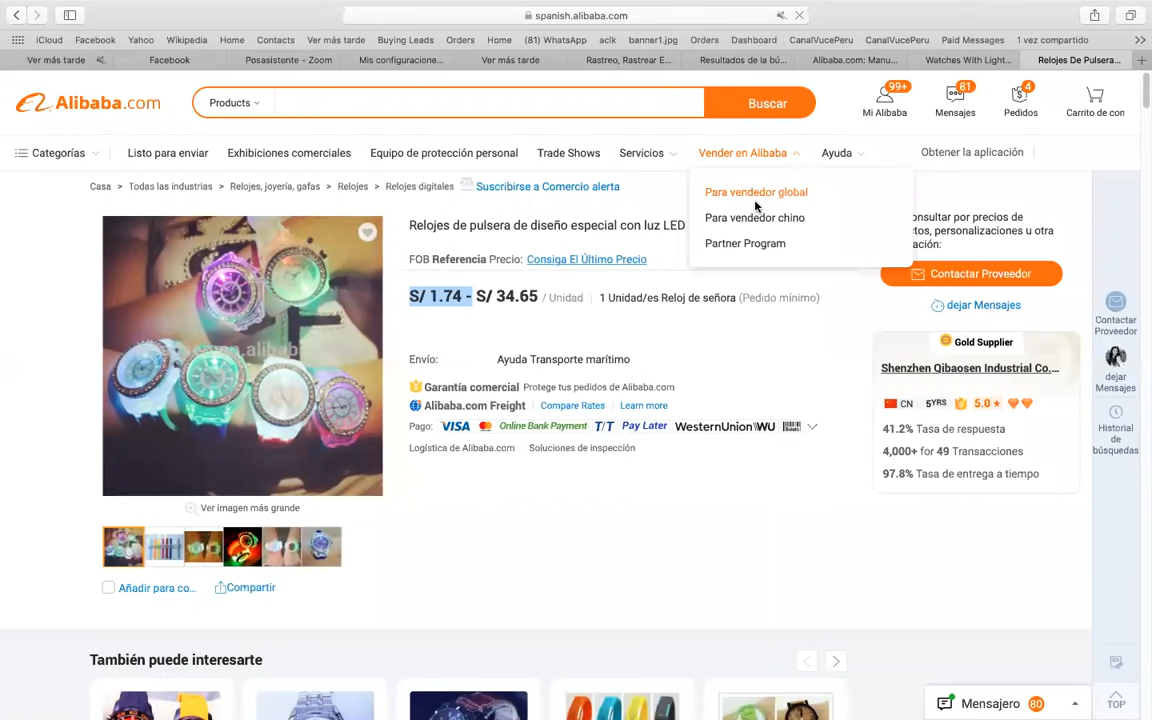 spanish.alibaba.com
iCloud Facebook Yahoo Wikipedia Home Contacts Ver más tarde Buying Leads Orders Home (81) WhatsApp aclk banner1.jpg Orders Dashboard CanalVucePeru CanalVucePeru Paid Messages 1 vez compartido
Ver más tarde Facebook Posasistente - Zoom Mis configuracione... Ver más tarde Rastreo, Rastrear E... Resultados de la bú... Alibaba.com: Manu... Watches With Light... Relojes De Pulsera...
Alibaba.com Products Buscar
99+ 81 4
Mi Alibaba Mensajes Pedidos Carrito de con
Categorías Listo para enviar Exhibiciones comerciales Equipo de protección personal Trade Shows Servicios Vender en Alibaba Ayuda Obtener la aplicación
Casa > Todas las industrias > Relojes, joyería, gafas > Relojes > Relojes digitales Suscribirse a Comercio alerta
Para vendedor global
Para vendedor chino
Partner Program
Relojes de pulsera de diseño especial con luz LED
FOB Referencia Precio: Consiga El Último Precio
S/ 1.74 - S/ 34.65 / Unidad 1 Unidad/es Reloj de señora (Pedido mínimo)
Envío: Ayuda Transporte marítimo
Garantía comercial Protege tus pedidos de Alibaba.com
Alibaba.com Freight Compare Rates Learn more
Pago: VISA Online Bank Payment T/T Pay Later WesternUnion WU
Logística de Alibaba.com Soluciones de inspección
onsultar por precios de
ctos, personalizaciones u otra
ación:
Contactar Proveedor
dejar Mensajes
Gold Supplier
Shenzhen Qibaosen Industrial Co....
CN 5YRS 5.0
41.2% Tasa de respuesta
4,000+ for 49 Transacciones
97.8% Tasa de entrega a tiempo
Contactar
Proveedor
dejar
Mensajes
Historial
de
búsquedas
Ver imagen más grande
Añadir para co... Compartir
También puede interesarte
Mensajero 80
TOP